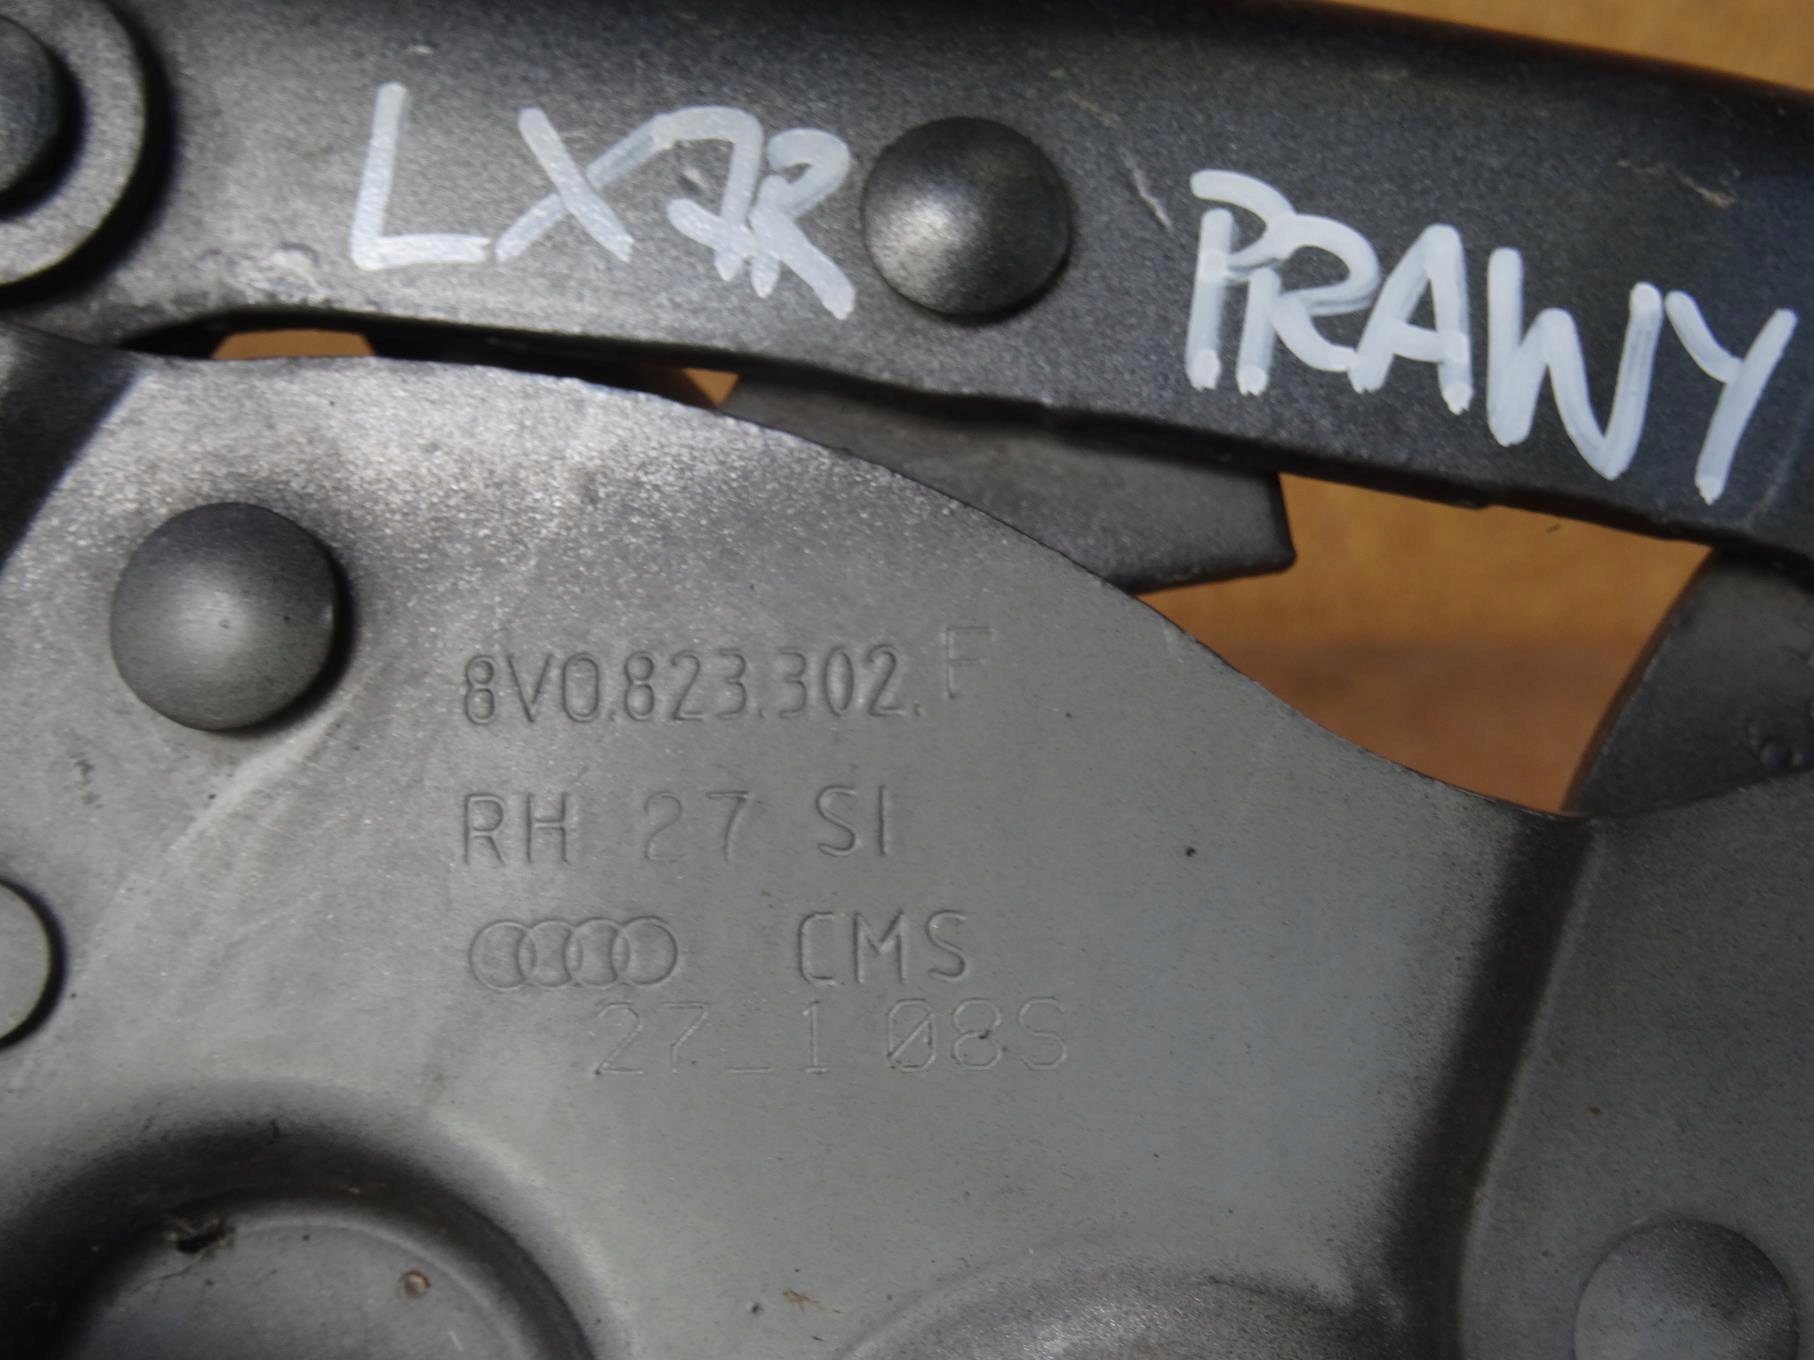 LX7R PRAWY
8V0.823.302.F
RH 27 SI
CMS
27_1 08S